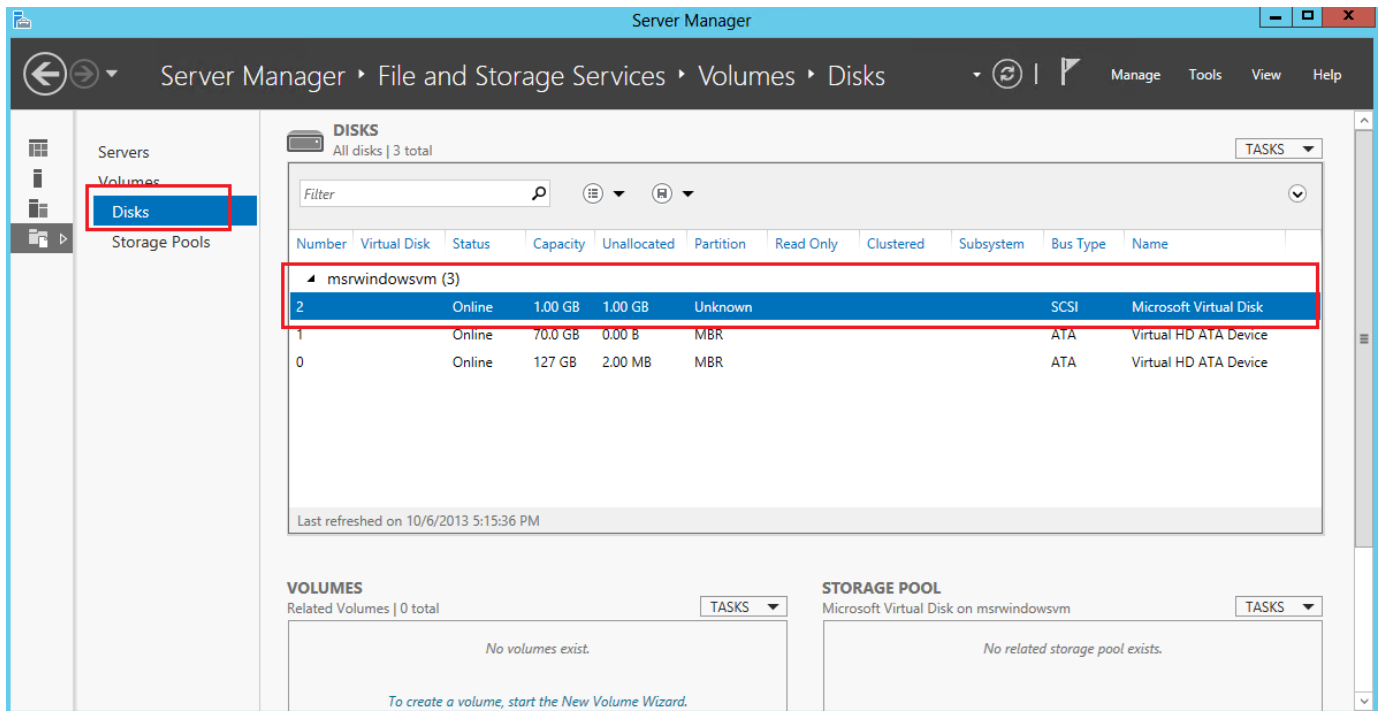 Server Manager
Server Manager ‣ File and Storage Services ‣ Volumes ‣ Disks
Manage Tools View Help
Servers
Volumes
Disks
Storage Pools
DISKS
All disks | 3 total
TASKS
Filter
Number Virtual Disk Status Capacity Unallocated Partition Read Only Clustered Subsystem Bus Type Name
msrwindowsvm (3)
2 Online 1.00 GB 1.00 GB Unknown SCSI Microsoft Virtual Disk
1 Online 70.0 GB 0.00 B MBR ATA Virtual HD ATA Device
0 Online 127 GB 2.00 MB MBR ATA Virtual HD ATA Device
Last refreshed on 10/6/2013 5:15:36 PM
VOLUMES
Related Volumes | 0 total
TASKS
No volumes exist.
To create a volume, start the New Volume Wizard.
STORAGE POOL
Microsoft Virtual Disk on msrwindowsvm
TASKS
No related storage pool exists.